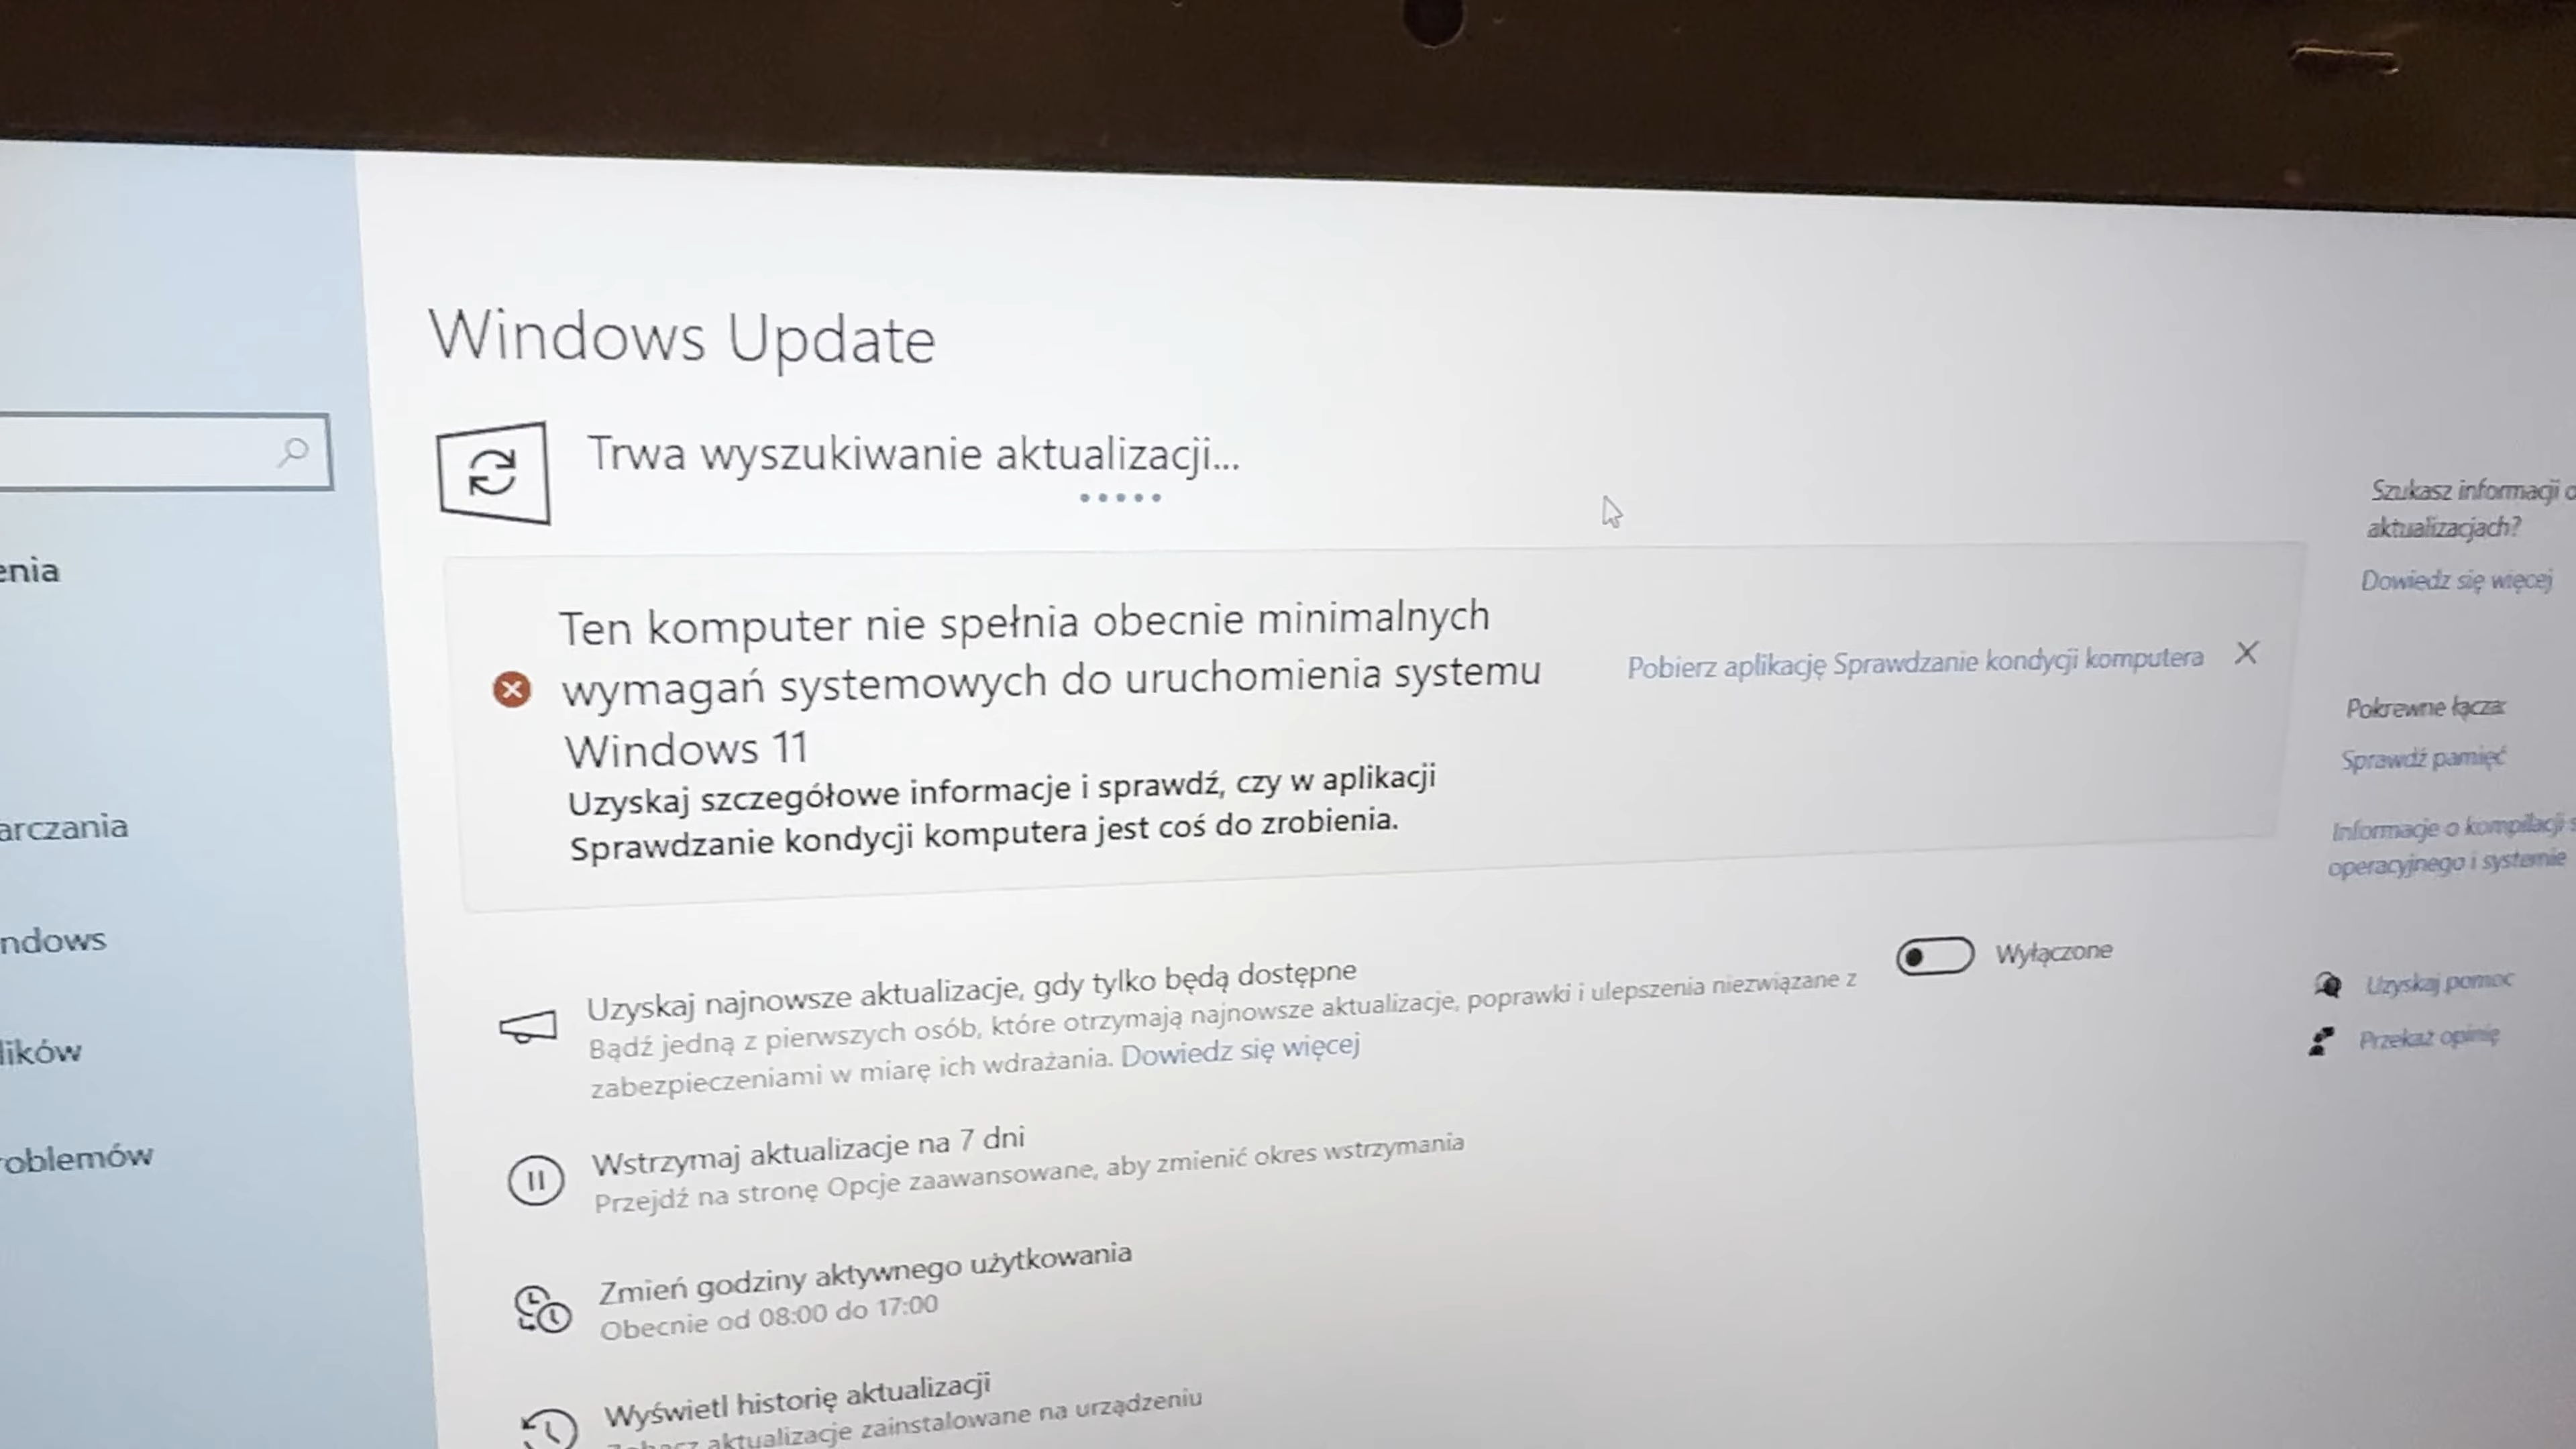 Windows Update
Trwa wyszukiwanie aktualizacji...
Ten komputer nie spełnia obecnie minimalnych
wymagań systemowych do uruchomienia systemu
Windows 11
Uzyskaj szczegółowe informacje i sprawdź, czy w aplikacji
Sprawdzanie kondycji komputera jest coś do zrobienia.
Pobierz aplikację Sprawdzanie kondycji komputera
Uzyskaj najnowsze aktualizacje, gdy tylko będą dostępne
Bądź jedną z pierwszych osób, które otrzymają najnowsze aktualizacje, poprawki i ulepszenia niezwiązane z
zabezpieczeniami w miarę ich wdrażania. Dowiedz się więcej
Wyłączone
Wstrzymaj aktualizacje na 7 dni
Przejdź na stronę Opcje zaawansowane, aby zmienić okres wstrzymania
Zmień godziny aktywnego użytkowania
Obecnie od 08:00 do 17:00
Wyświetl historię aktualizacji
aktualizacje zainstalowane na urządzeniu
enia
arczania
ndows
lików
roblemów
Szukasz informacji o
aktualizacjach?
Dowiedz się więcej
Pokrewne łącza:
Sprawdź pamięć
Informacje o kompilacji s
operacyjnego i systemie
Uzyskaj pomoc
Przekaż opinię